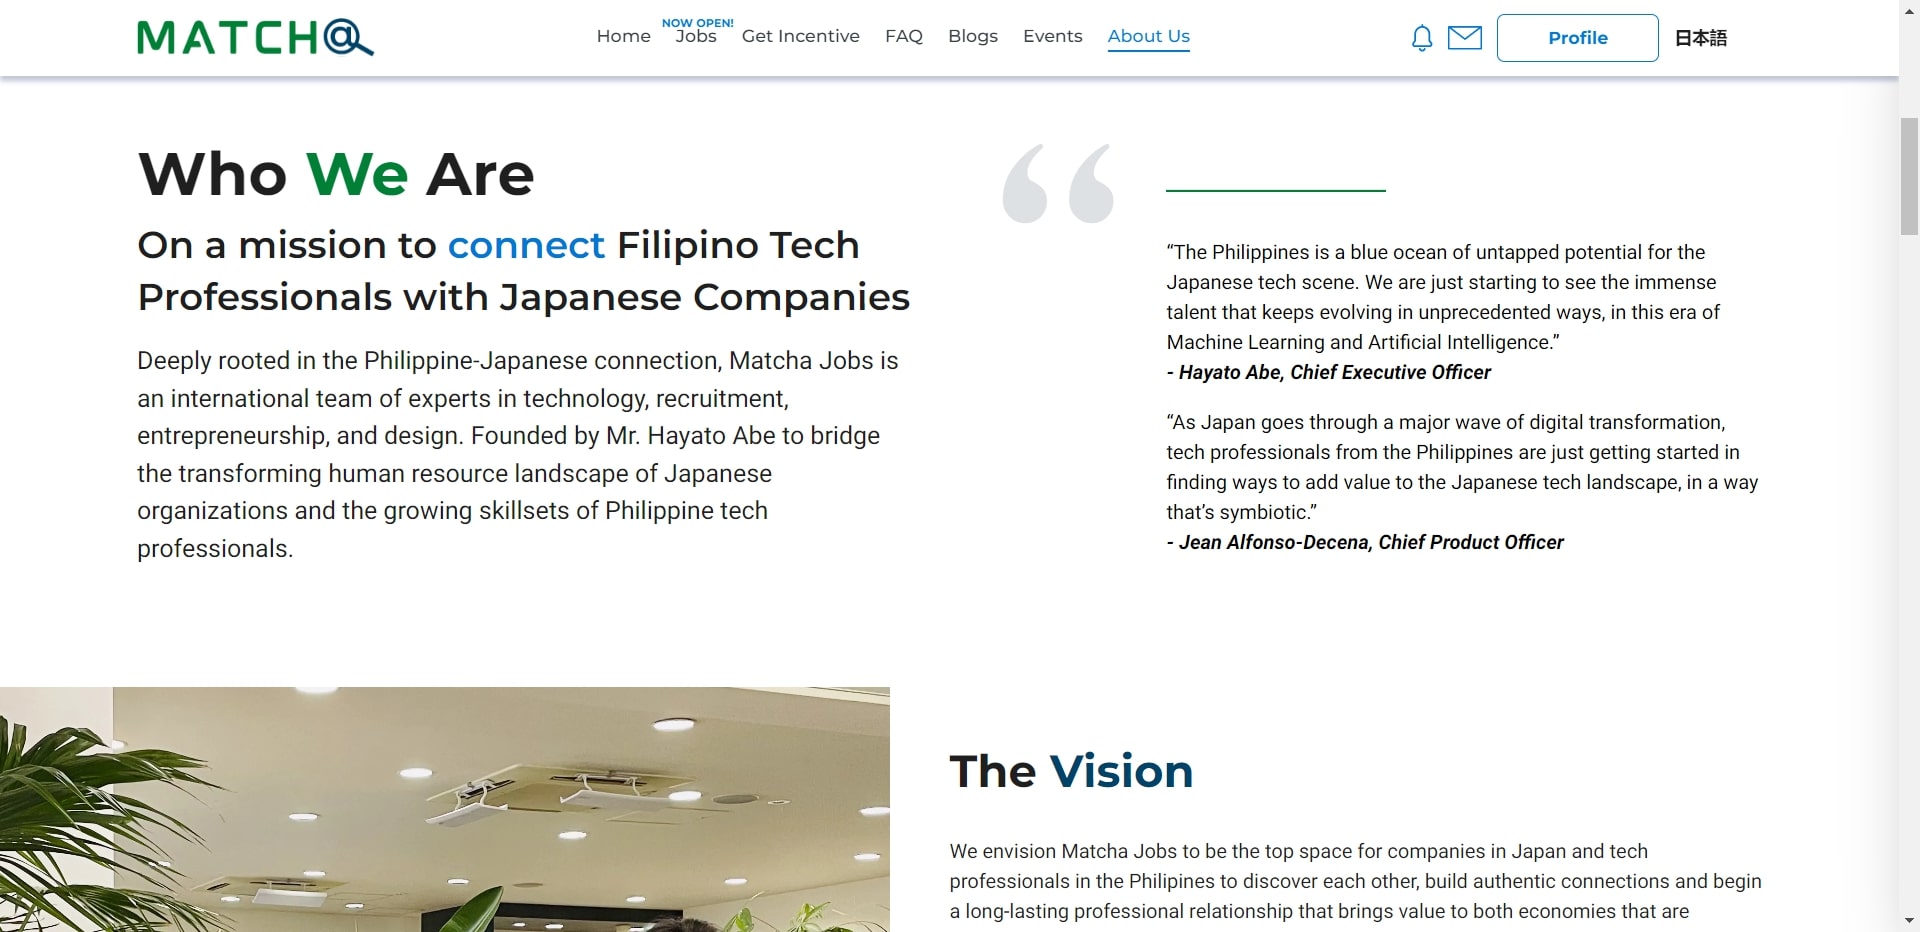 MATCH@
NOW OPEN!
Home Jobs Get Incentive FAQ Blogs Events About Us
Profile
日本語
Who We Are
On a mission to connect Filipino Tech
Professionals with Japanese Companies
Deeply rooted in the Philippine-Japanese connection, Matcha Jobs is
an international team of experts in technology, recruitment,
entrepreneurship, and design. Founded by Mr. Hayato Abe to bridge
the transforming human resource landscape of Japanese
organizations and the growing skillsets of Philippine tech
professionals.
“The Philippines is a blue ocean of untapped potential for the
Japanese tech scene. We are just starting to see the immense
talent that keeps evolving in unprecedented ways, in this era of
Machine Learning and Artificial Intelligence.”
- Hayato Abe, Chief Executive Officer
“As Japan goes through a major wave of digital transformation,
tech professionals from the Philippines are just getting started in
finding ways to add value to the Japanese tech landscape, in a way
that’s symbiotic.”
- Jean Alfonso-Decena, Chief Product Officer
The Vision
We envision Matcha Jobs to be the top space for companies in Japan and tech
professionals in the Philipines to discover each other, build authentic connections and begin
a long-lasting professional relationship that brings value to both economies that are